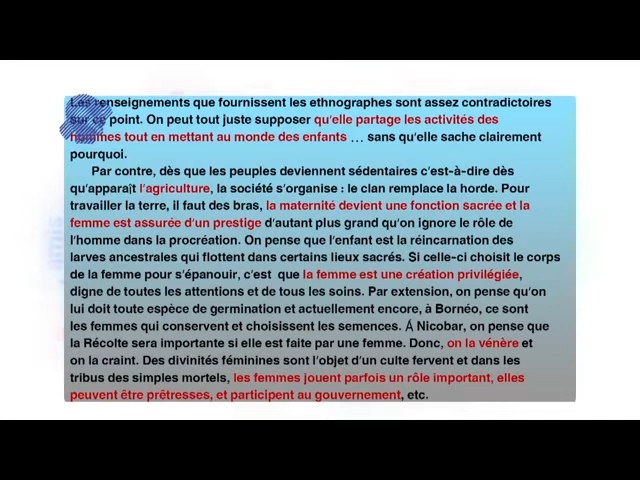 Les renseignements que fournissent les ethnographes sont assez contradictoires
sur ce point. On peut tout juste supposer qu'elle partage les activités des
hommes tout en mettant au monde des enfants … sans qu'elle sache clairement
pourquoi.
Par contre, dès que les peuples deviennent sédentaires c'est-à-dire dès
qu'apparaît l'agriculture, la société s'organise : le clan remplace la horde. Pour
travailler la terre, il faut des bras, la maternité devient une fonction sacrée et la
femme est assurée d'un prestige d'autant plus grand qu'on ignore le rôle de
l'homme dans la procréation. On pense que l'enfant est la réincarnation des
larves ancestrales qui flottent dans certains lieux sacrés. Si celle-ci choisit le corps
de la femme pour s'épanouir, c'est que la femme est une création privilégiée,
digne de toutes les attentions et de tous les soins. Par extension, on pense qu'on
lui doit toute espèce de germination et actuellement encore, à Bornéo, ce sont
les femmes qui conservent et choisissent les semences. Á Nicobar, on pense que
la Récolte sera importante si elle est faite par une femme. Donc, on la vénère et
on la craint. Des divinités féminines sont l'objet d'un culte fervent et dans les
tribus des simples mortels, les femmes jouent parfois un rôle important, elles
peuvent être prêtresses, et participent au gouvernement, etc.